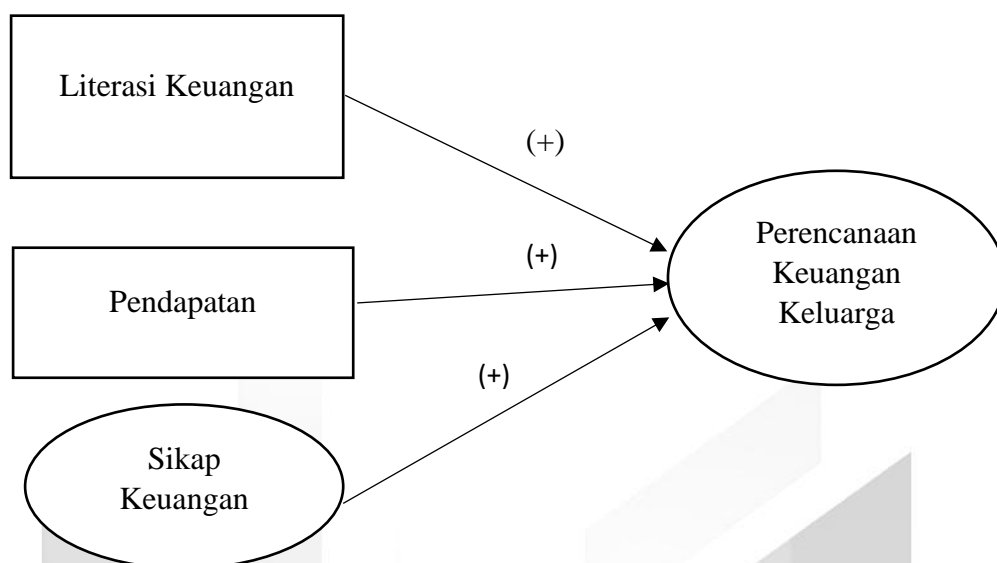 Literasi Keuangan
(+)
Perencanaan
Keuangan
Keluarga
(+)
Pendapatan
(+)
Sikap
Keuangan